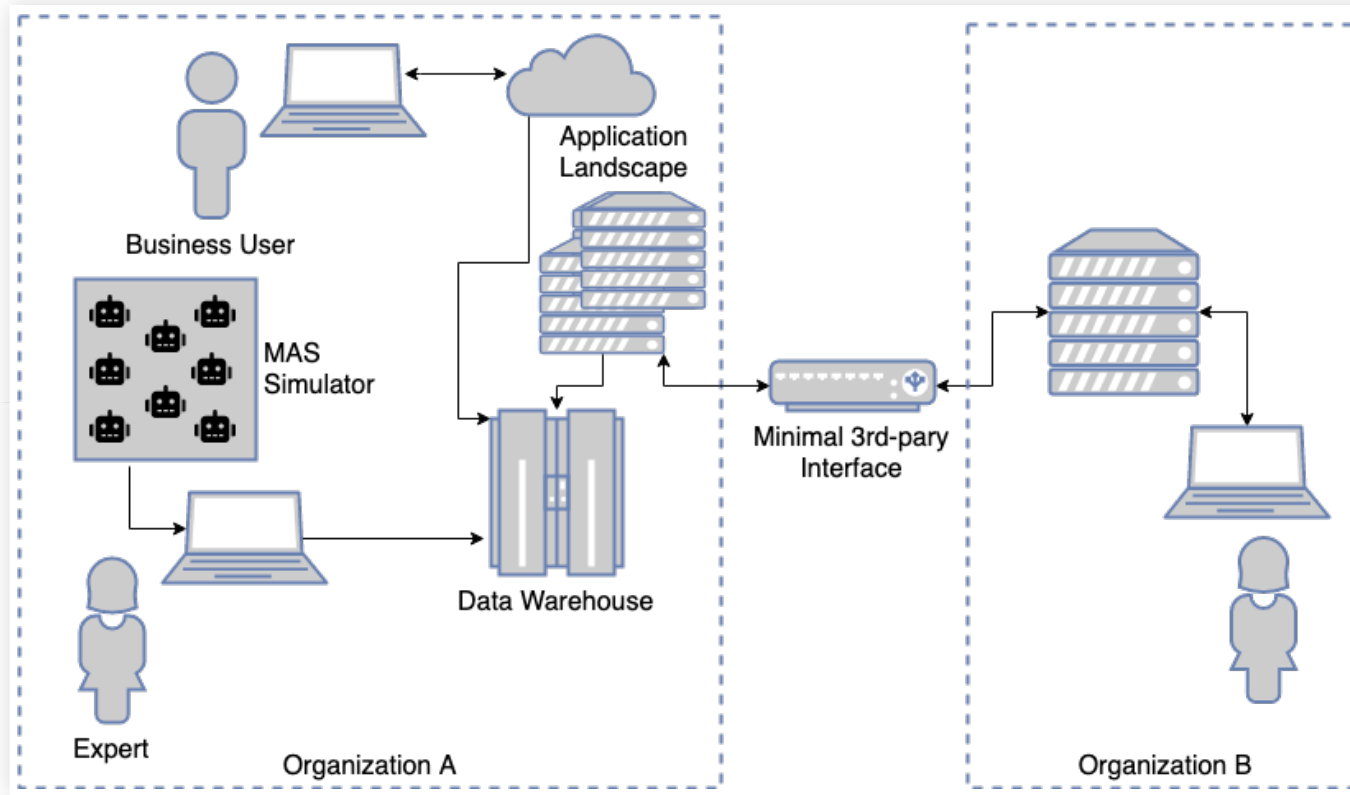 Application
Landscape
Business User
MAS
Simulator
Minimal 3rd-pary
Interface
Data Warehouse
Expert
Organization A
Organization B